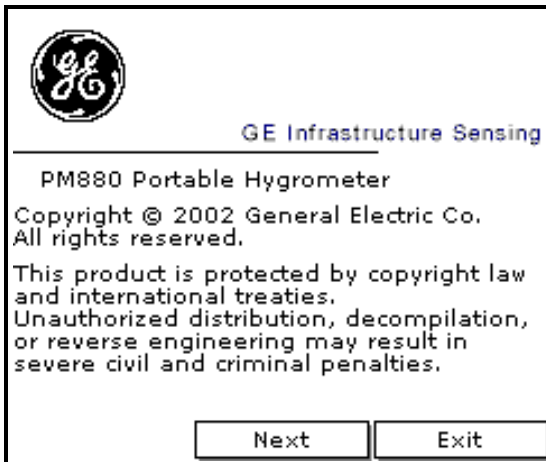 GE
GE Infrastructure Sensing
PM880 Portable Hygrometer
Copyright © 2002 General Electric Co.
All rights reserved.
This product is protected by copyright law
and international treaties.
Unauthorized distribution, decompilation,
or reverse engineering may result in
severe civil and criminal penalties.
Next
Exit